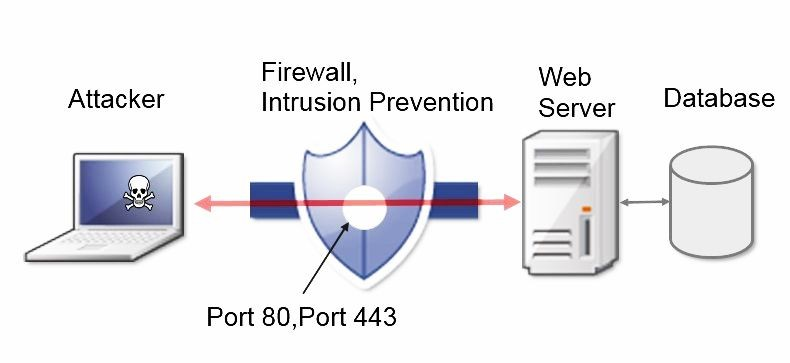 Attacker
Firewall,
Intrusion Prevention
Web
Server
Database
Port 80,Port 443